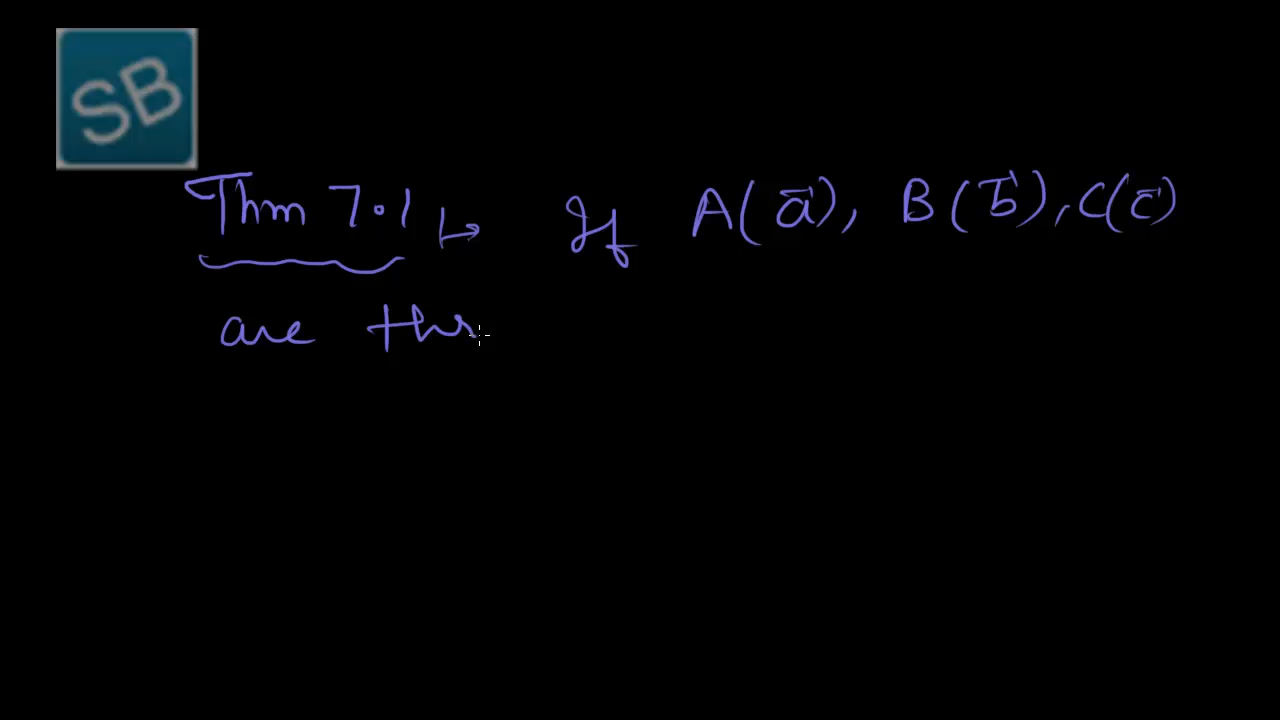 SB
Thm 7.1 ↦ If A(a⃗), B(b⃗), C(c⃗)
are thr